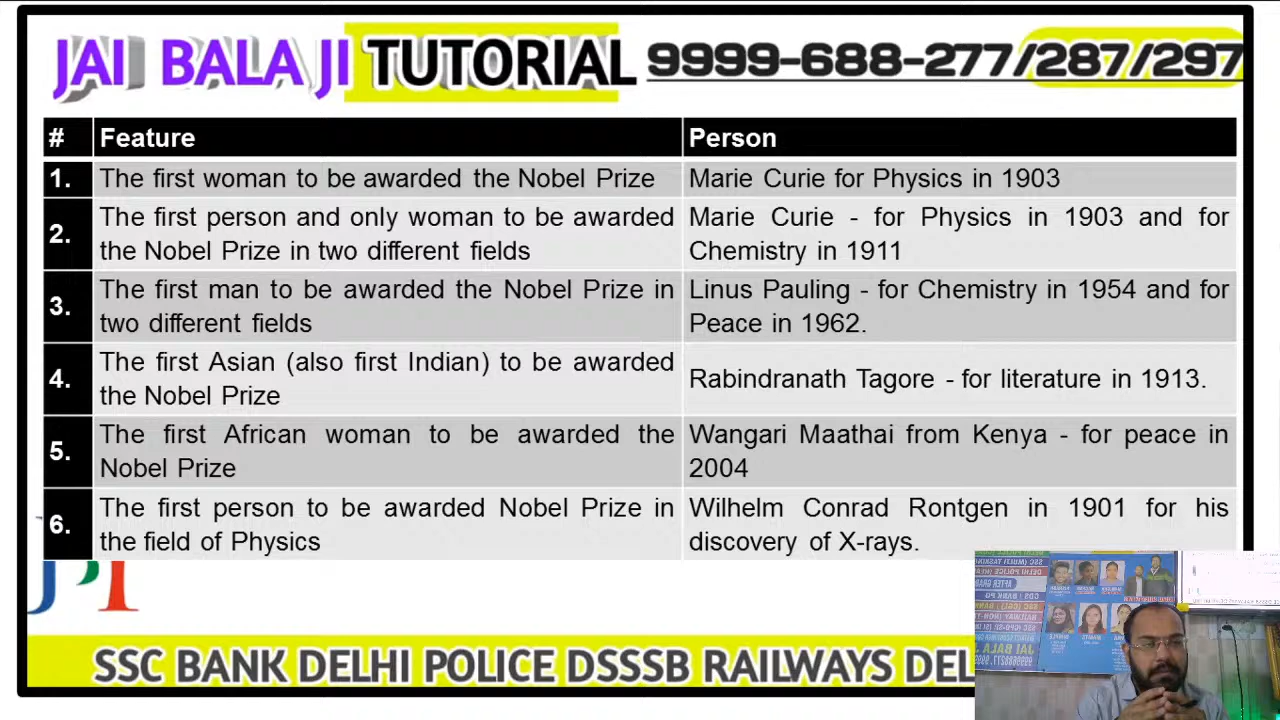 JAI BALA JI TUTORIAL 9999-688-277/287/297
# Feature Person
1. The first woman to be awarded the Nobel Prize Marie Curie for Physics in 1903
2. The first person and only woman to be awarded the Nobel Prize in two different fields Marie Curie - for Physics in 1903 and for Chemistry in 1911
3. The first man to be awarded the Nobel Prize in two different fields Linus Pauling - for Chemistry in 1954 and for Peace in 1962.
4. The first Asian (also first Indian) to be awarded the Nobel Prize Rabindranath Tagore - for literature in 1913.
5. The first African woman to be awarded the Nobel Prize Wangari Maathai from Kenya - for peace in 2004
6. The first person to be awarded Nobel Prize in the field of Physics Wilhelm Conrad Rontgen in 1901 for his discovery of X-rays.
SSC BANK DELHI POLICE DSSSB RAILWAYS DEL